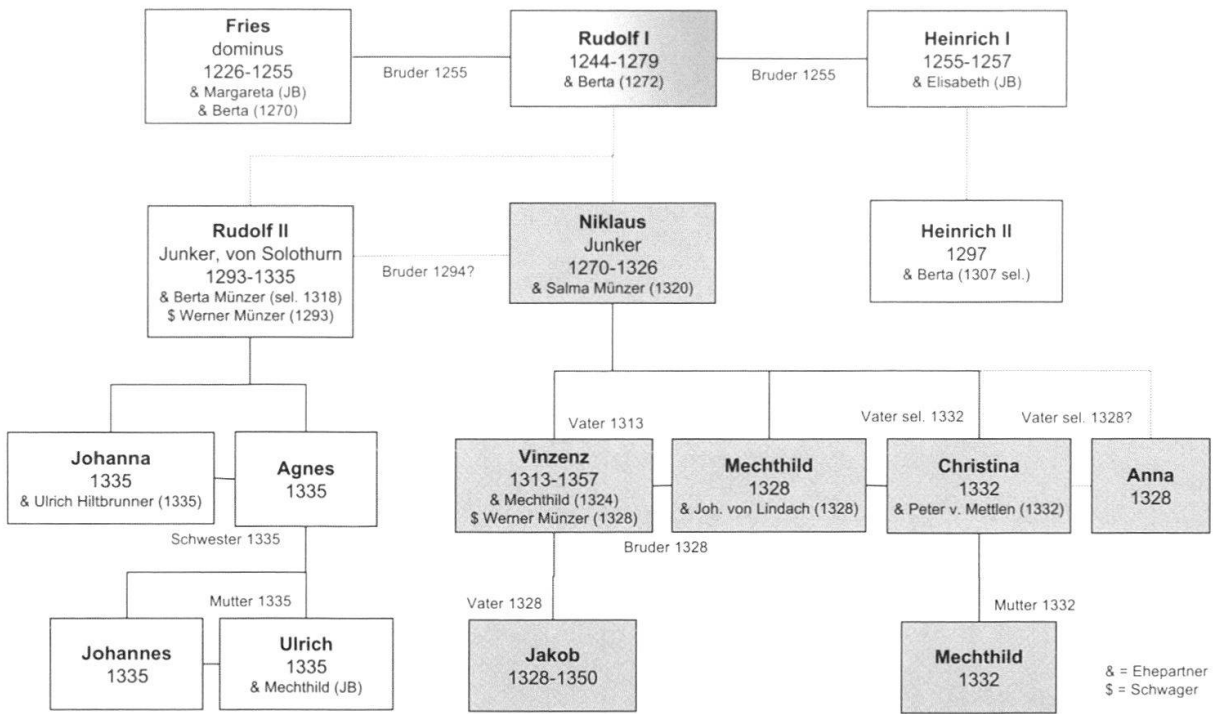 Fries
dominus
1226-1255
& Margareta (JB)
& Berta (1270)
Bruder 1255
Rudolf I
1244-1279
& Berta (1272)
Bruder 1255
Heinrich I
1255-1257
& Elisabeth (JB)
Rudolf II
Junker, von Solothurn
1293-1335
& Berta Münzer (sel. 1318)
$ Werner Münzer (1293)
Bruder 1294?
Niklaus
Junker
1270-1326
& Salma Münzer (1320)
Heinrich II
1297
& Berta (1307 sel.)
Vater 1313
Vater sel. 1332
Vater sel. 1328?
Johanna
1335
& Ulrich Hiltbrunner (1335)
Agnes
1335
Vinzenz
1313-1357
& Mechthild (1324)
$ Werner Münzer (1328)
Mechthild
1328
& Joh. von Lindach (1328)
Christina
1332
& Peter v. Mettlen (1332)
Anna
1328
Schwester 1335
Bruder 1328
Mutter 1335
Vater 1328
Mutter 1332
Johannes
1335
Ulrich
1335
& Mechthild (JB)
Jakob
1328-1350
Mechthild
1332
& = Ehepartner
$ = Schwager